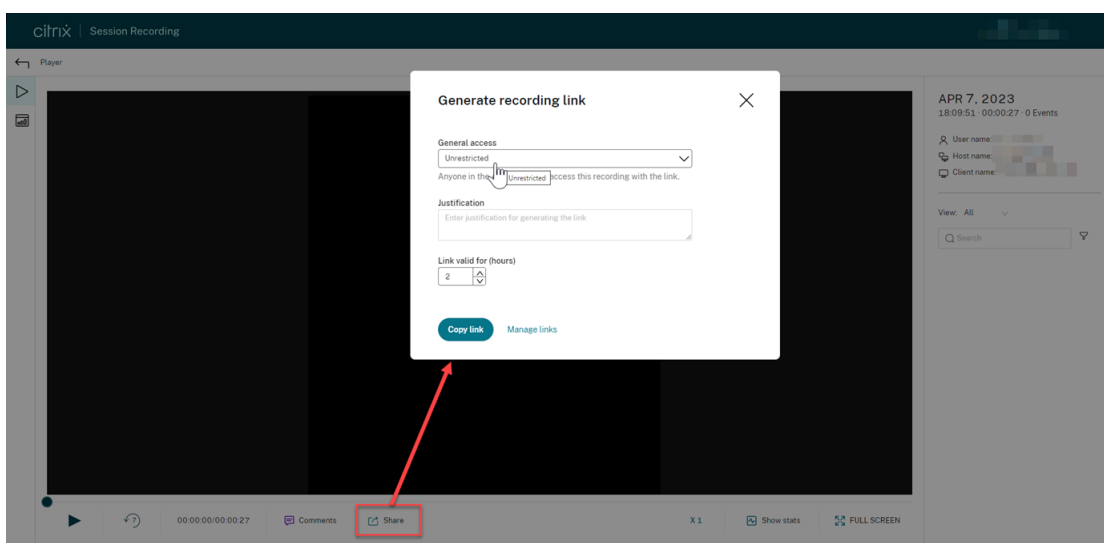 citrix | Session Recording
Player
Generate recording link
General access
Unrestricted
Anyone in the
Unrestricted
access this recording with the link.
Justification
Enter justification for generating the link
Link valid for (hours)
2
Copy link
Manage links
APR 7, 2023
18:09:51 · 00:00:27 · 0 Events
User name:
Host name:
Client name:
View: All
Search
00:00:00/00:00:27
Comments
Share
X 1
Show stats
FULL SCREEN